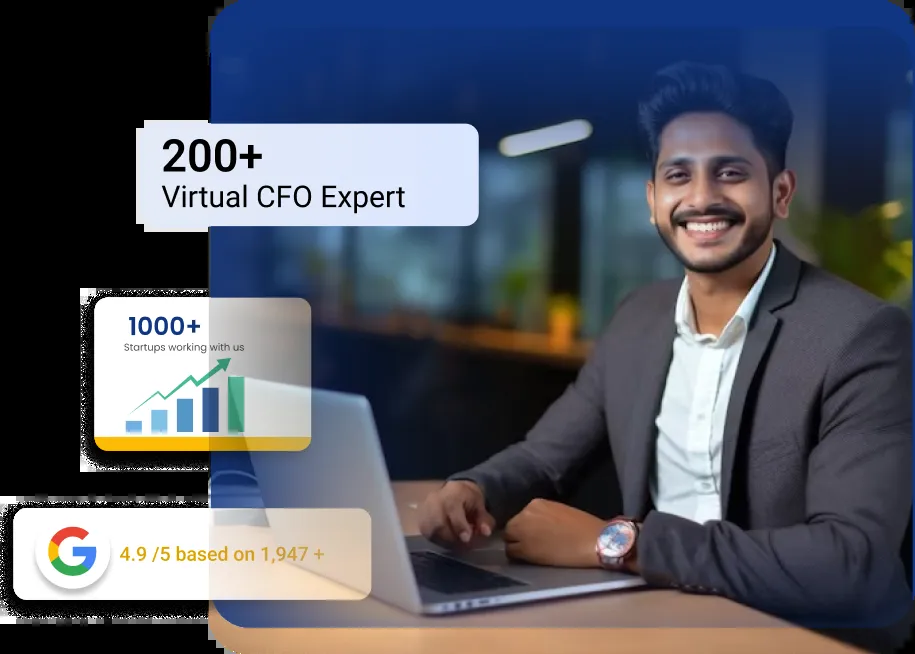 200+
Virtual CFO Expert
1000+
Startups working with us
4.9 /5 based on 1,947 +